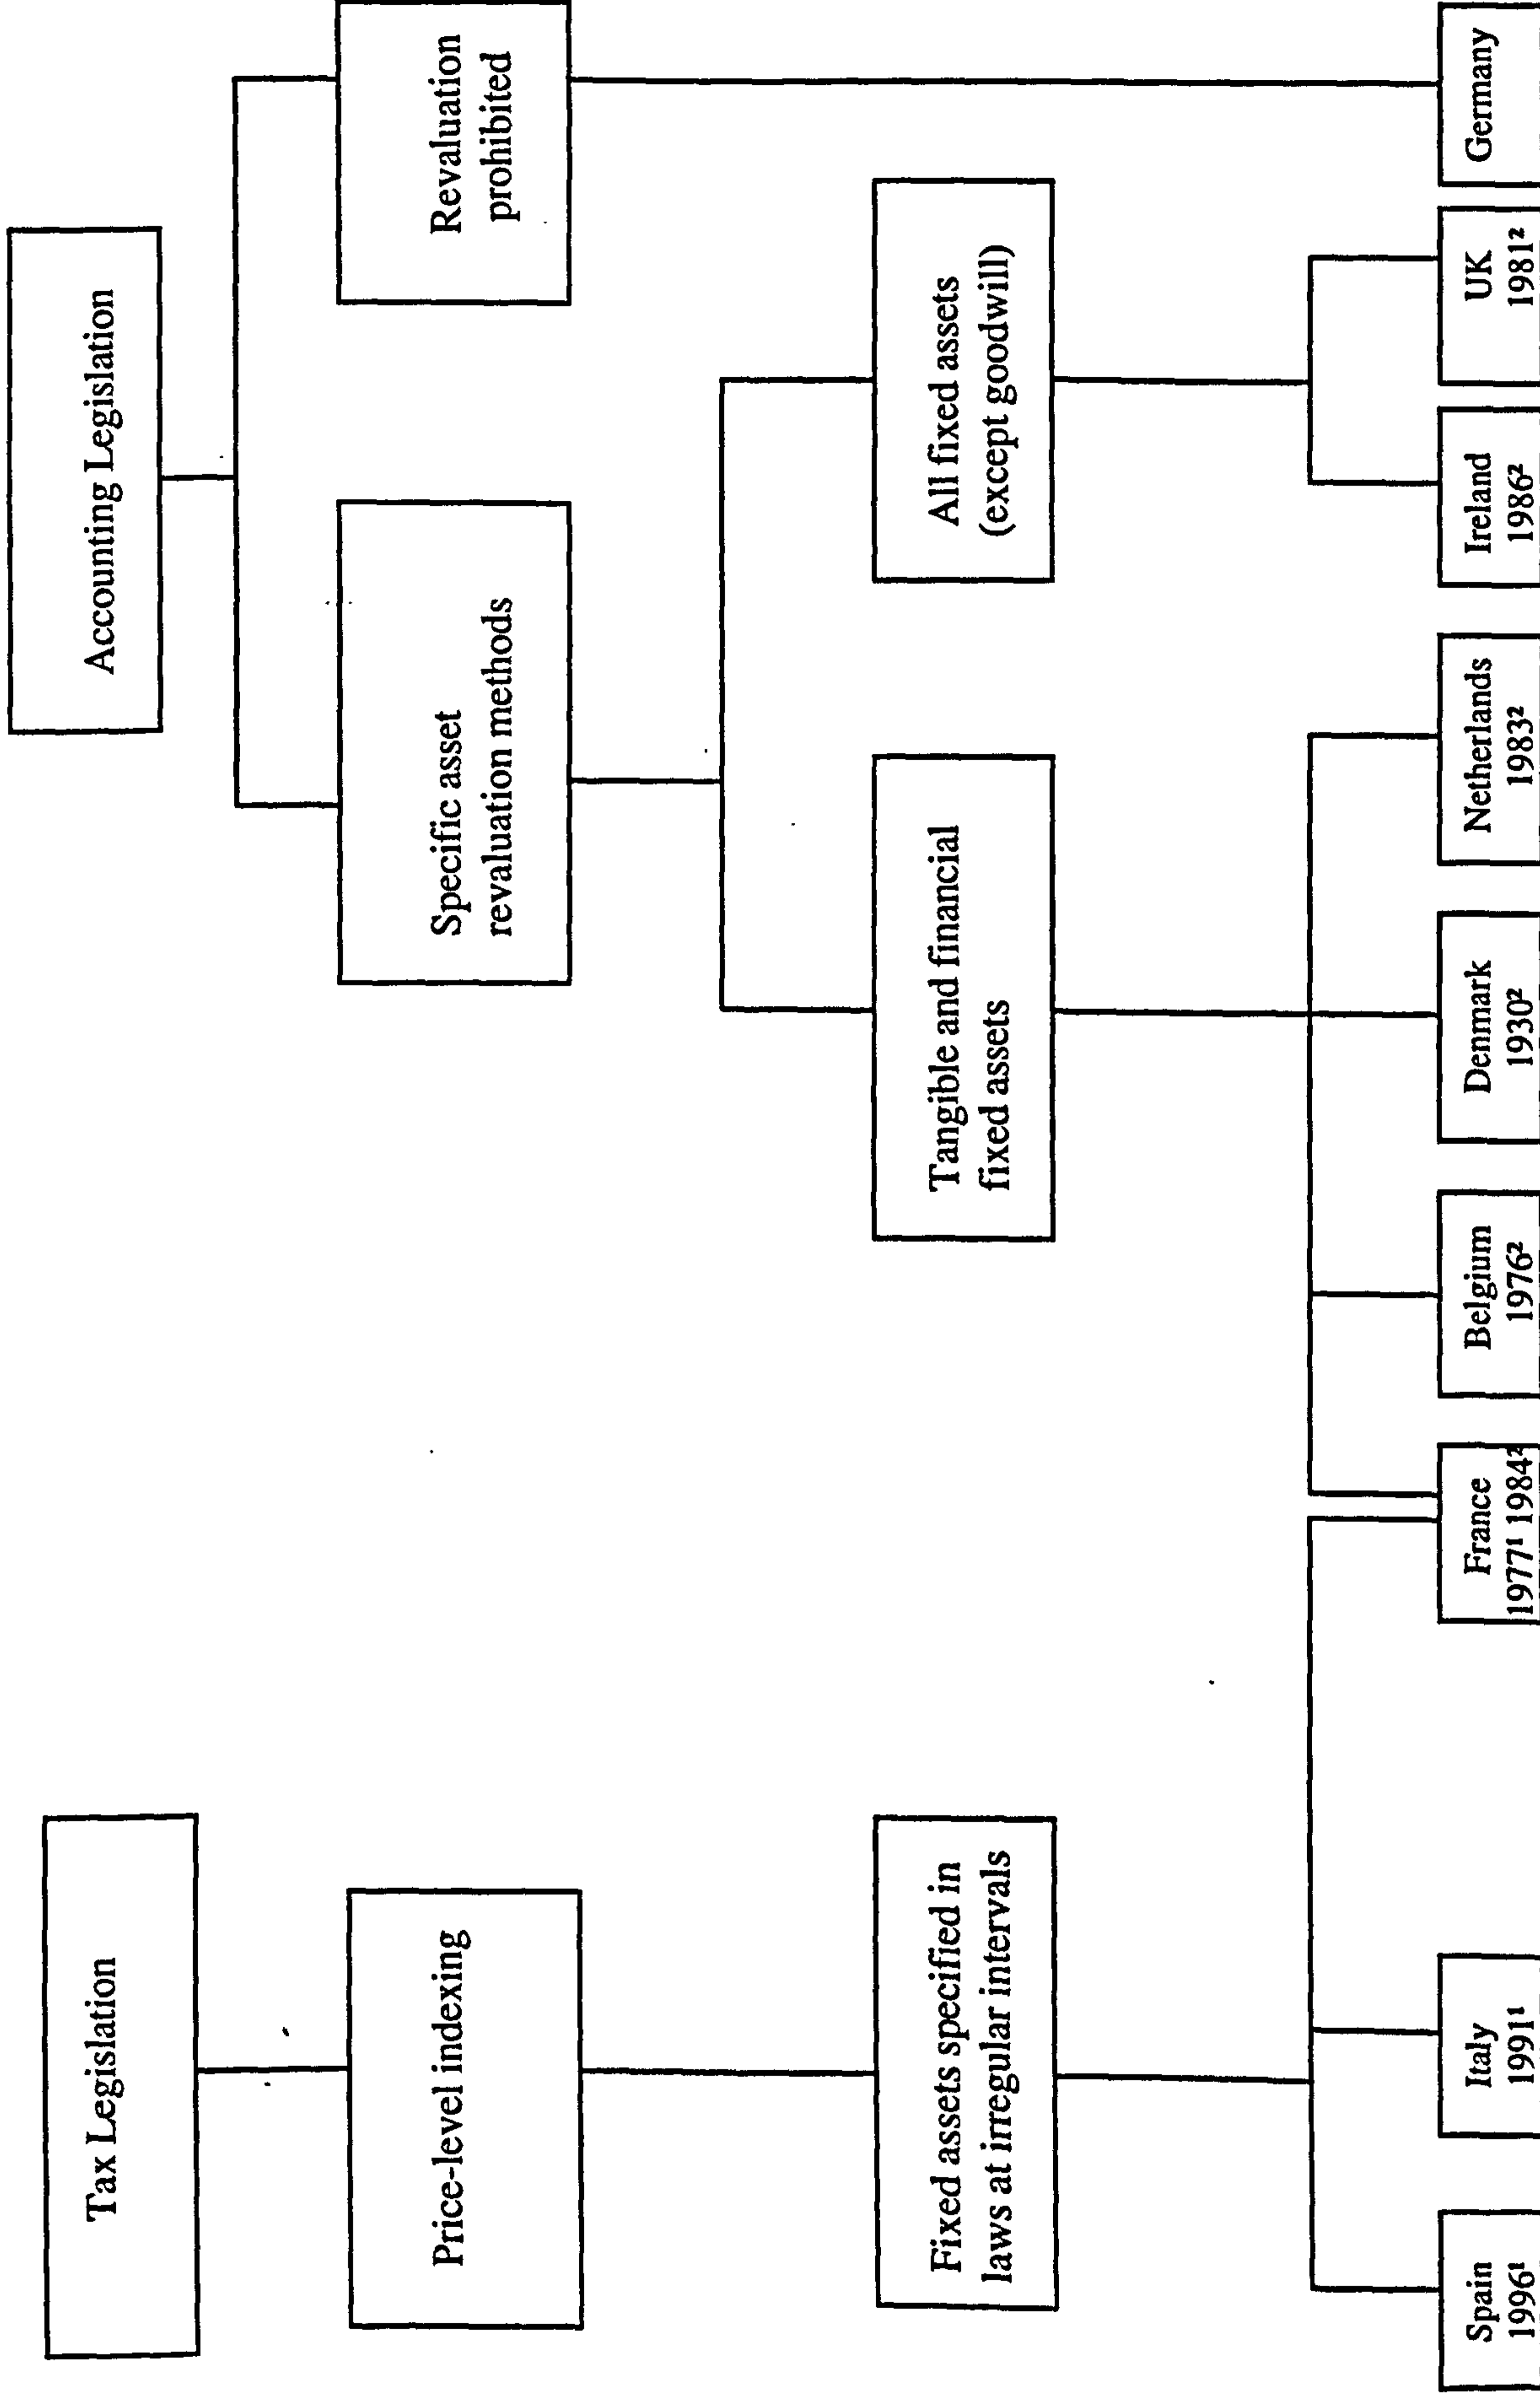 Tax Legislation
Accounting Legislation
Price-level indexing
Specific asset
revaluation methods
Revaluation
prohibited
Fixed assets specified in
laws at irregular intervals
Tangible and financial
fixed assets
All fixed assets
(except goodwill)
Spain
1996¹
Italy
1991¹
France
1977¹ 1984²
Belgium
1976²
Denmark
1930²
Netherlands
1983²
Ireland
1986²
UK
1981²
Germany